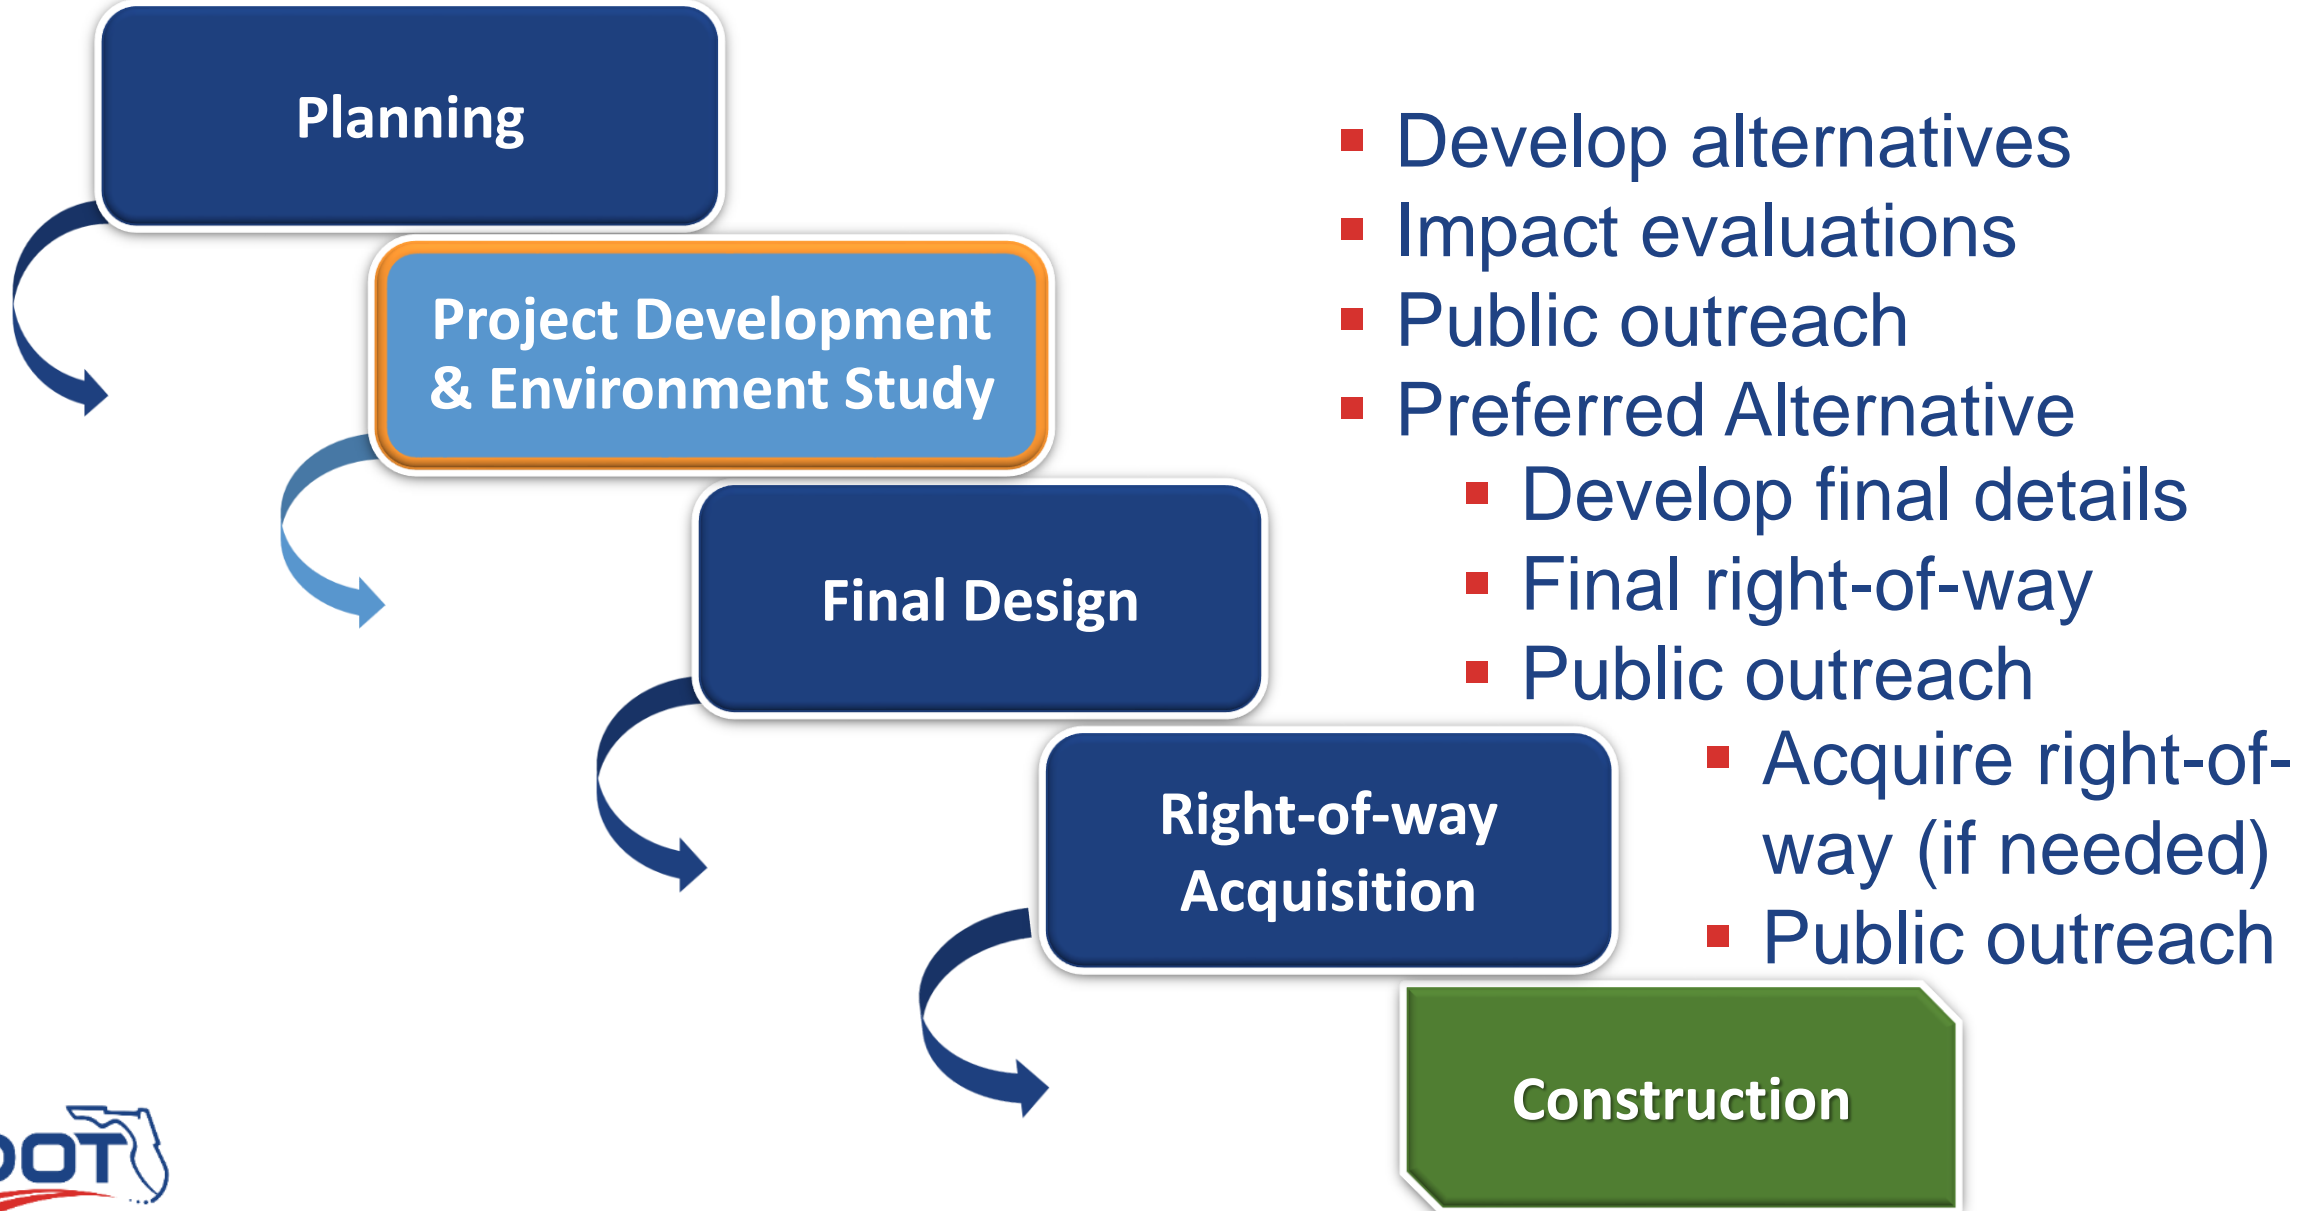 Planning
Project Development
& Environment Study
Final Design
Right-of-way
Acquisition
Construction
▪ Develop alternatives
▪ Impact evaluations
▪ Public outreach
▪ Preferred Alternative
▪ Develop final details
▪ Final right-of-way
▪ Public outreach
▪ Acquire right-of-
way (if needed)
▪ Public outreach
DOT